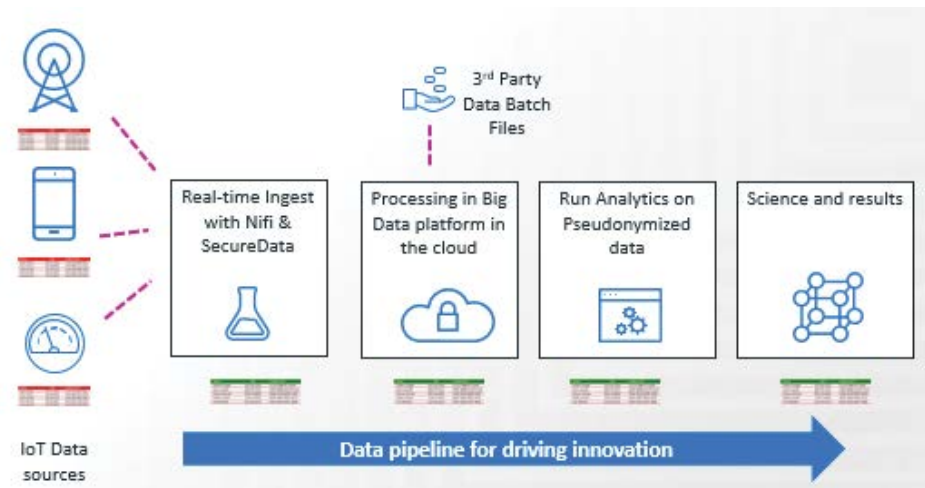 3rd Party
Data Batch
Files
Real-time Ingest
with Nifi &
SecureData
Processing in Big
Data platform in
the cloud
Run Analytics on
Pseudonymized
data
Science and results
IoT Data
sources
Data pipeline for driving innovation